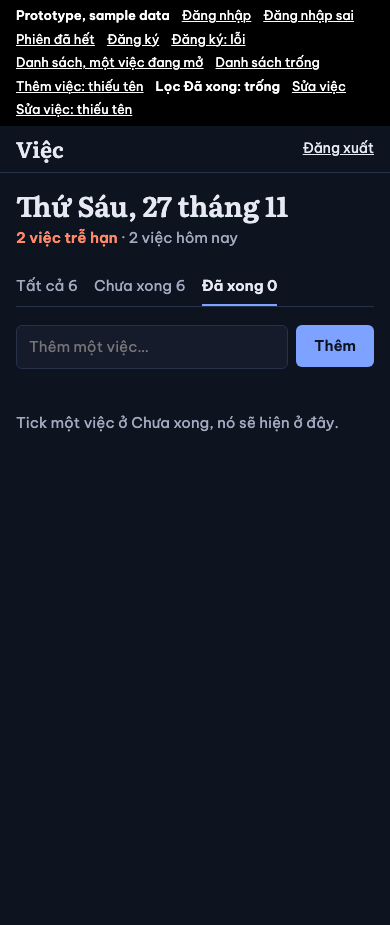 Prototype, sample data Đăng nhập Đăng nhập sai
Phiên đã hết Đăng ký Đăng ký: lỗi
Danh sách, một việc đang mở Danh sách trống
Thêm việc: thiếu tên Lọc Đã xong: trống Sửa việc
Sửa việc: thiếu tên
Việc Đăng xuất
Thứ Sáu, 27 tháng 11
2 việc trễ hạn · 2 việc hôm nay
Tất cả 6 Chưa xong 6 Đã xong 0
Thêm một việc... Thêm
Tick một việc ở Chưa xong, nó sẽ hiện ở đây.